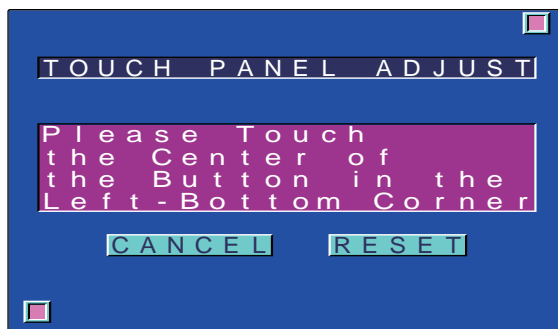 TOUCH PANEL ADJUST
Please Touch
the Center of
the Button in the
Left-Bottom Corner
CANCEL RESET